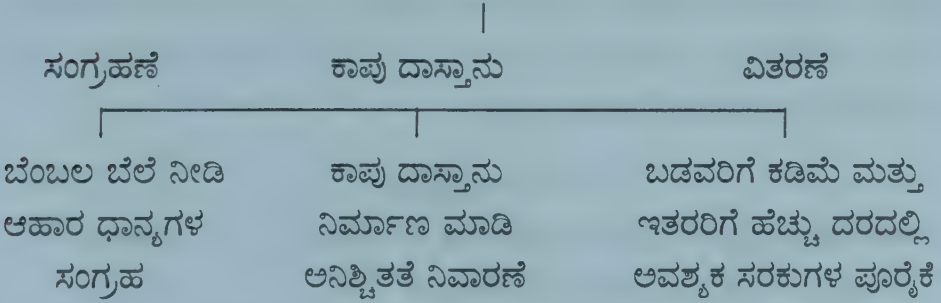 ಸಂಗ್ರಹಣೆ ಕಾಪು ದಾಸ್ತಾನು ವಿತರಣೆ
ಬೆಂಬಲ ಬೆಲೆ ನೀಡಿ ಕಾಪು ದಾಸ್ತಾನು ಬಡವರಿಗೆ ಕಡಿಮೆ ಮತ್ತು
ಆಹಾರ ಧಾನ್ಯಗಳ ನಿರ್ಮಾಣ ಮಾಡಿ ಇತರರಿಗೆ ಹೆಚ್ಚು ದರದಲ್ಲಿ
ಸಂಗ್ರಹ ಅನಿಶ್ಚಿತತೆ ನಿವಾರಣೆ ಅವಶ್ಯಕ ಸರಕುಗಳ ಪೂರೈಕೆ